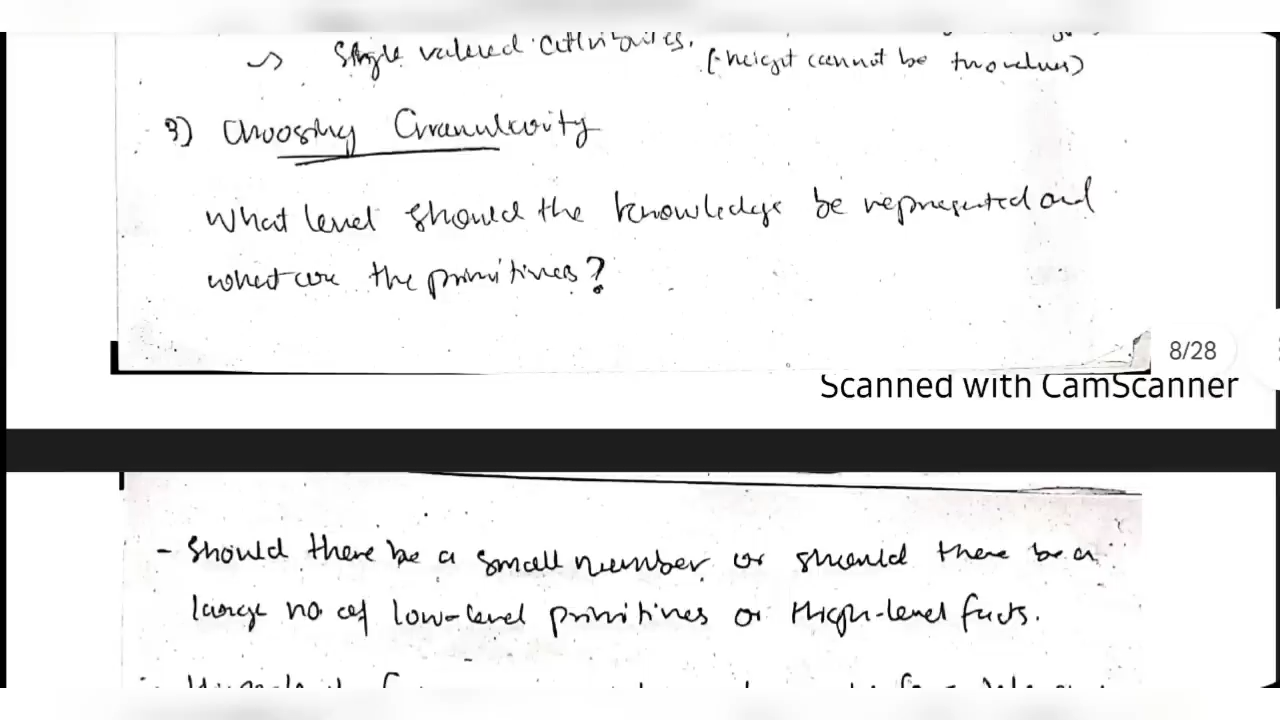 ↪ Single valued attributes. (height cannot be two values)
3) Choosing Granularity
What level should the knowledge be represented and
what are the primitives?
8/28
Scanned with CamScanner
- Should there be a small number or should there be a
large no of low-level primitives or High-level facts.